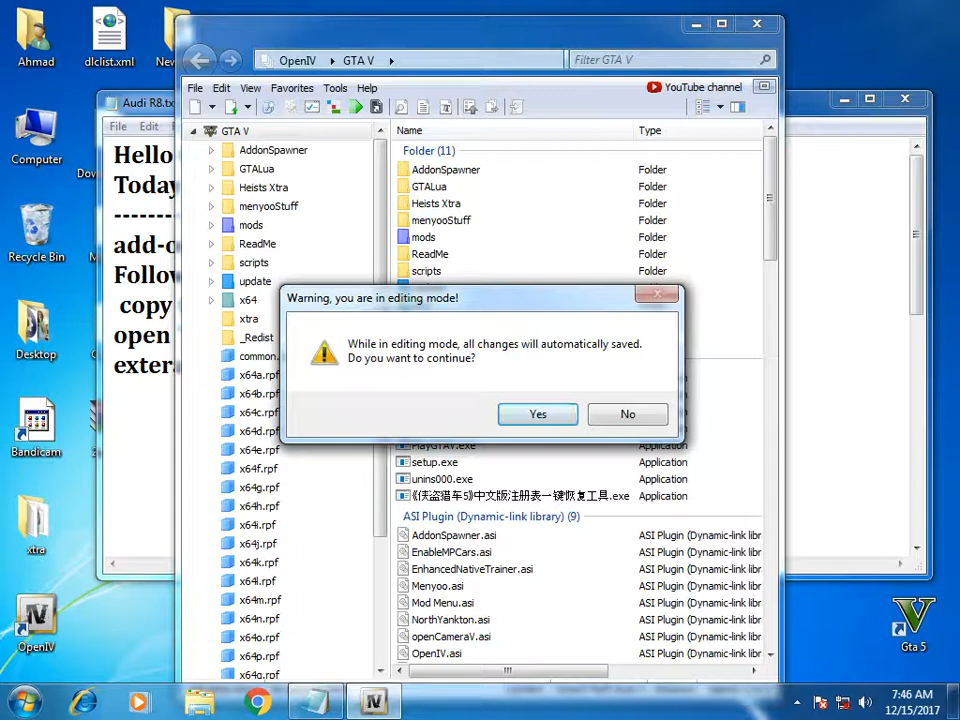 Ahmad
dlclist.xml
Computer
Recycle Bin
Desktop
Bandicam
xtra
OpenIV
Gta 5
Audi R8.tx
File Edit
Hello
Today
add-o
Follov
copy
open
exter
OpenIV GTA V
Filter GTA V
File Edit View Favorites Tools Help
YouTube channel
GTA V
AddonSpawner
GTALua
Heists Xtra
menyooStuff
mods
ReadMe
scripts
update
x64
xtra
_Redist
common.
x64a.rpf
x64b.rpf
x64c.rpf
x64d.rpf
x64e.rpf
x64f.rpf
x64g.rpf
x64h.rpf
x64i.rpf
x64j.rpf
x64k.rpf
x64l.rpf
x64m.rpf
x64n.rpf
x64o.rpf
x64p.rpf
x64q.rpf
Name Type
Folder (11)
AddonSpawner Folder
GTALua Folder
Heists Xtra Folder
menyooStuff Folder
mods Folder
ReadMe Folder
scripts Folder
Warning, you are in editing mode!
While in editing mode, all changes will automatically saved.
Do you want to continue?
Yes
No
PlayGTAV.exe Application
setup.exe Application
unins000.exe Application
《侠盗猎车5》中文版注册表一键恢复工具.exe Application
ASI Plugin (Dynamic-link library) (9)
AddonSpawner.asi ASI Plugin (Dynamic-link libr
EnableMPCars.asi ASI Plugin (Dynamic-link libr
EnhancedNativeTrainer.asi ASI Plugin (Dynamic-link libr
Menyoo.asi ASI Plugin (Dynamic-link libr
Mod Menu.asi ASI Plugin (Dynamic-link libr
NorthYankton.asi ASI Plugin (Dynamic-link libr
openCameraV.asi ASI Plugin (Dynamic-link libr
OpenIV.asi ASI Plugin (Dynamic-link libr
7:46 AM
12/15/2017